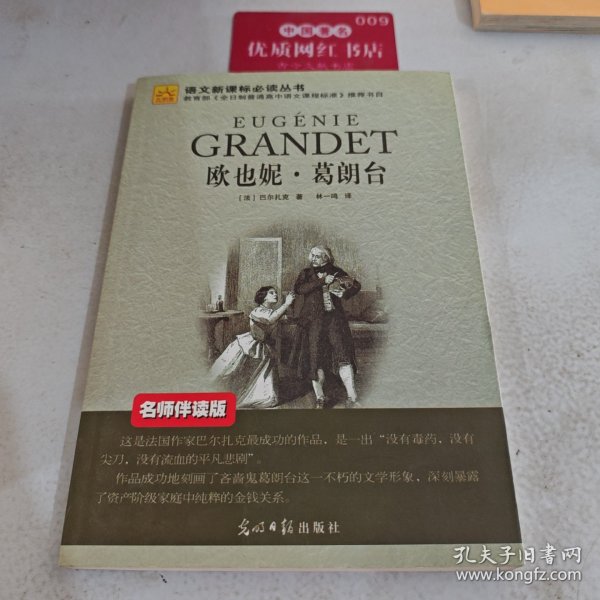 009
中国著名
优质网红书店
语文新课标必读丛书
教育部《全日制普通高中语文课程标准》推荐书目
EUGÉNIE
GRANDET
欧也妮·葛朗台
[法] 巴尔扎克 著 林一鸣 译
名师伴读版
这是法国作家巴尔扎克最成功的作品，是一出“没有毒药，没有
尖刀，没有流血的平凡悲剧”。
作品成功地刻画了吝啬鬼葛朗台这一不朽的文学形象，深刻暴露
了资产阶级家庭中纯粹的金钱关系。
光明日报出版社
孔夫子旧书网
www.kongfz.com